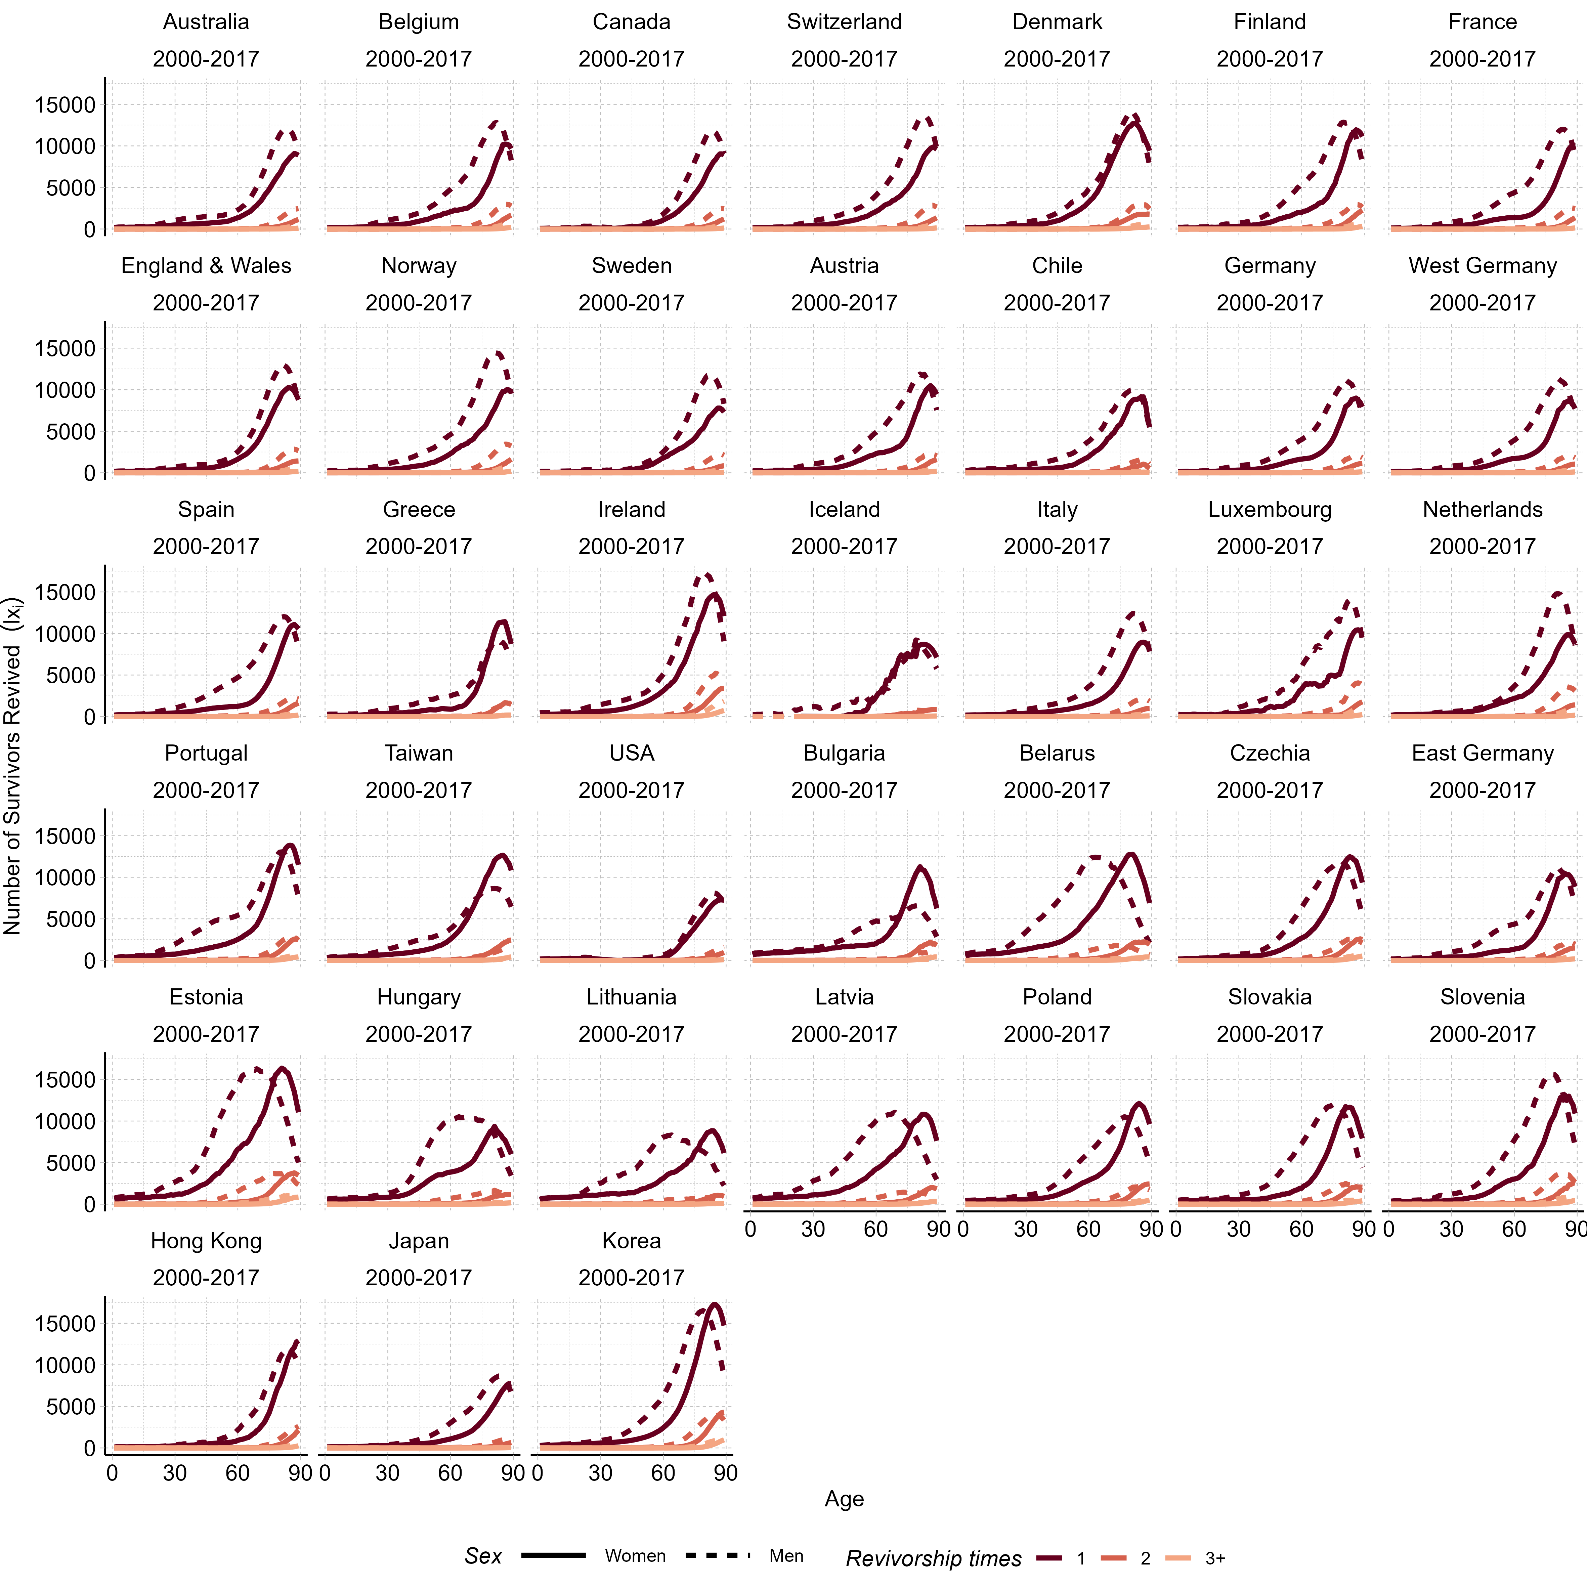 Australia Belgium Canada Switzerland Denmark Finland France
2000-2017 2000-2017 2000-2017 2000-2017 2000-2017 2000-2017 2000-2017
15000
10000
5000
0
England & Wales Norway Sweden Austria Chile Germany West Germany
2000-2017 2000-2017 2000-2017 2000-2017 2000-2017 2000-2017 2000-2017
15000
10000
5000
0
Spain Greece Ireland Iceland Italy Luxembourg Netherlands
2000-2017 2000-2017 2000-2017 2000-2017 2000-2017 2000-2017 2000-2017
15000
10000
5000
0
Number of Survivors Revived (lxᵢ)
Portugal Taiwan USA Bulgaria Belarus Czechia East Germany
2000-2017 2000-2017 2000-2017 2000-2017 2000-2017 2000-2017 2000-2017
15000
10000
5000
0
Estonia Hungary Lithuania Latvia Poland Slovakia Slovenia
2000-2017 2000-2017 2000-2017 2000-2017 2000-2017 2000-2017 2000-2017
15000
10000
5000
0
0 30 60 90 0 30 60 90 0 30 60 90 0 30 60 90
Hong Kong Japan Korea
2000-2017 2000-2017 2000-2017
15000
10000
5000
0
0 30 60 90 0 30 60 90 0 30 60 90
Age
Sex Women Men Revivorship times 1 2 3+